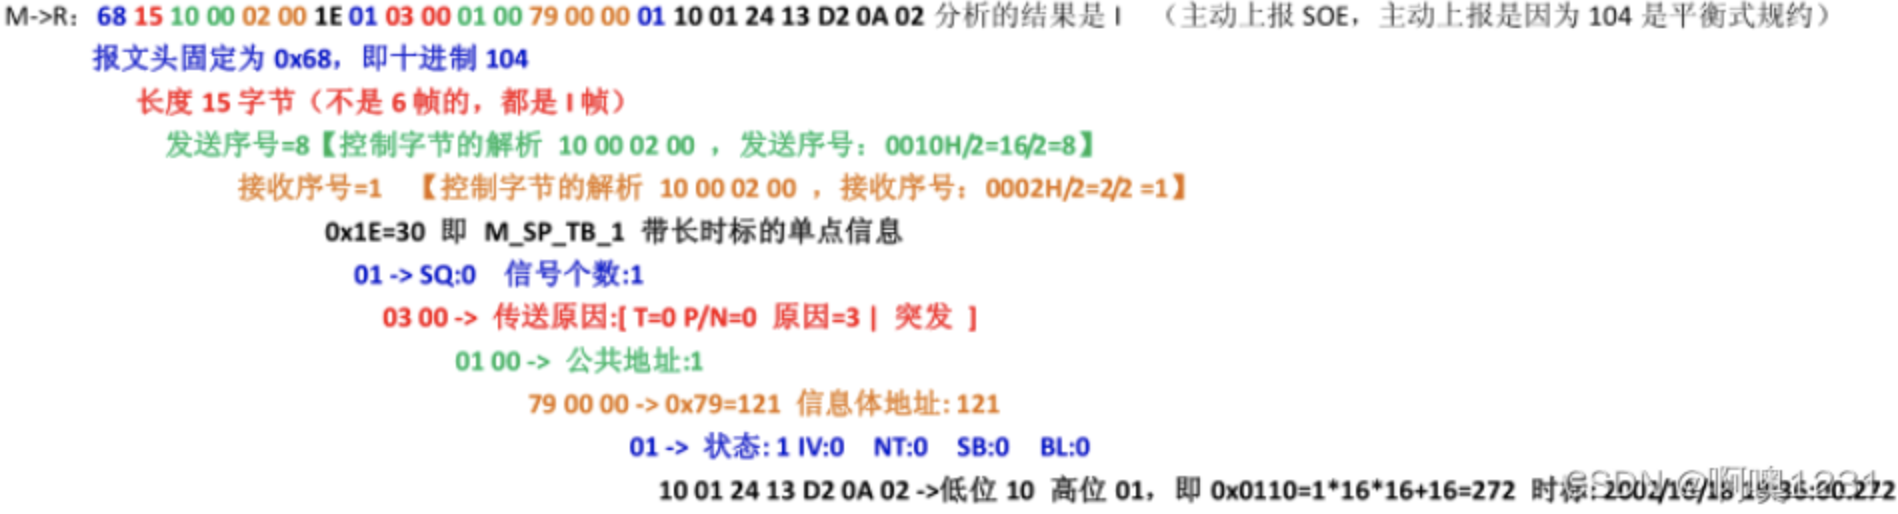 M->R: 68 15 10 00 02 00 1E 01 03 00 01 00 79 00 00 01 10 01 24 13 D2 0A 02 分析的结果是 I （主动上报 SOE，主动上报是因为 104 是平衡式规约）
报文头固定为 0x68，即十进制 104
长度 15 字节（不是 6 帧的，都是 I 帧）
发送序号=8【控制字节的解析 10 00 02 00 ，发送序号：0010H/2=16/2=8】
接收序号=1 【控制字节的解析 10 00 02 00 ，接收序号：0002H/2=2/2 =1】
0x1E=30 即 M_SP_TB_1 带长时标的单点信息
01 -> SQ:0 信号个数:1
03 00 -> 传送原因:[ T=0 P/N=0 原因=3 | 突发 ]
01 00 -> 公共地址:1
79 00 00 -> 0x79=121 信息体地址: 121
01 -> 状态: 1 IV:0 NT:0 SB:0 BL:0
10 01 24 13 D2 0A 02 ->低位 10 高位 01，即 0x0110=1*16*16+16=272 时标: 2002/10/18 19:36:00.272